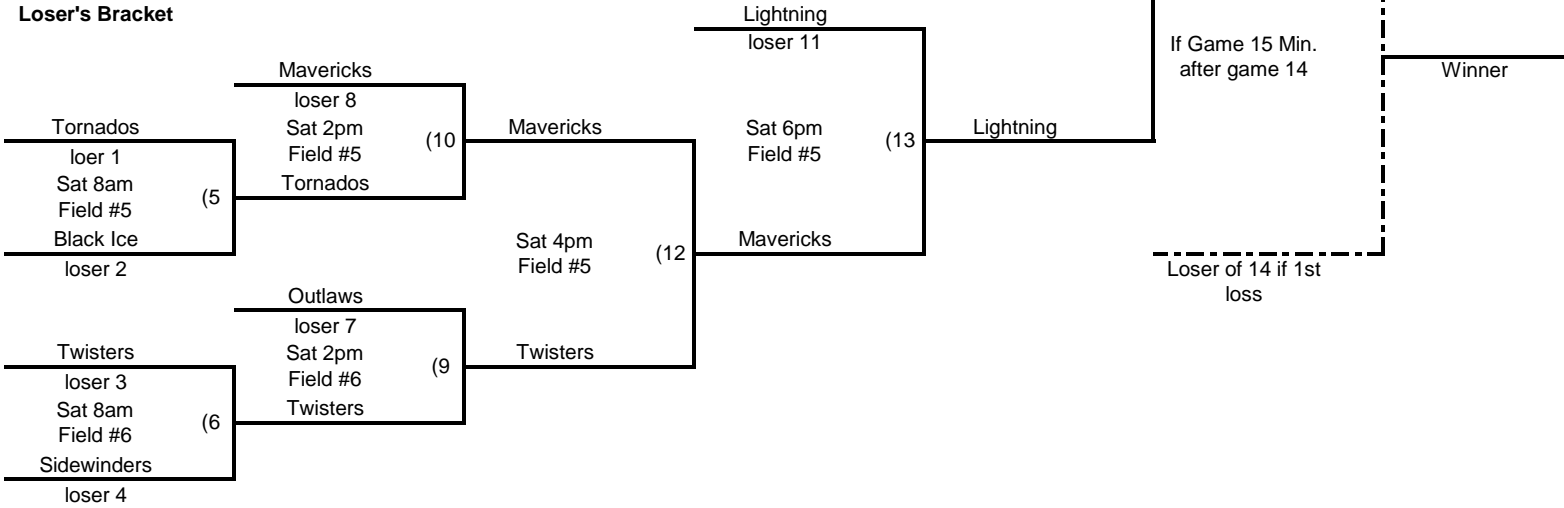 Loser's Bracket
Lightning
loser 11
If Game 15 Min.
after game 14
Winner
Mavericks
loser 8
Sat 2pm
Field #5
(10
Tornados
Mavericks
Sat 6pm
Field #5
(13
Lightning
Tornados
loer 1
Sat 8am
Field #5
(5
Black Ice
loser 2
Sat 4pm
Field #5
(12
Mavericks
Loser of 14 if 1st
loss
Outlaws
loser 7
Sat 2pm
Field #6
(9
Twisters
Twisters
Twisters
loser 3
Sat 8am
Field #6
(6
Sidewinders
loser 4